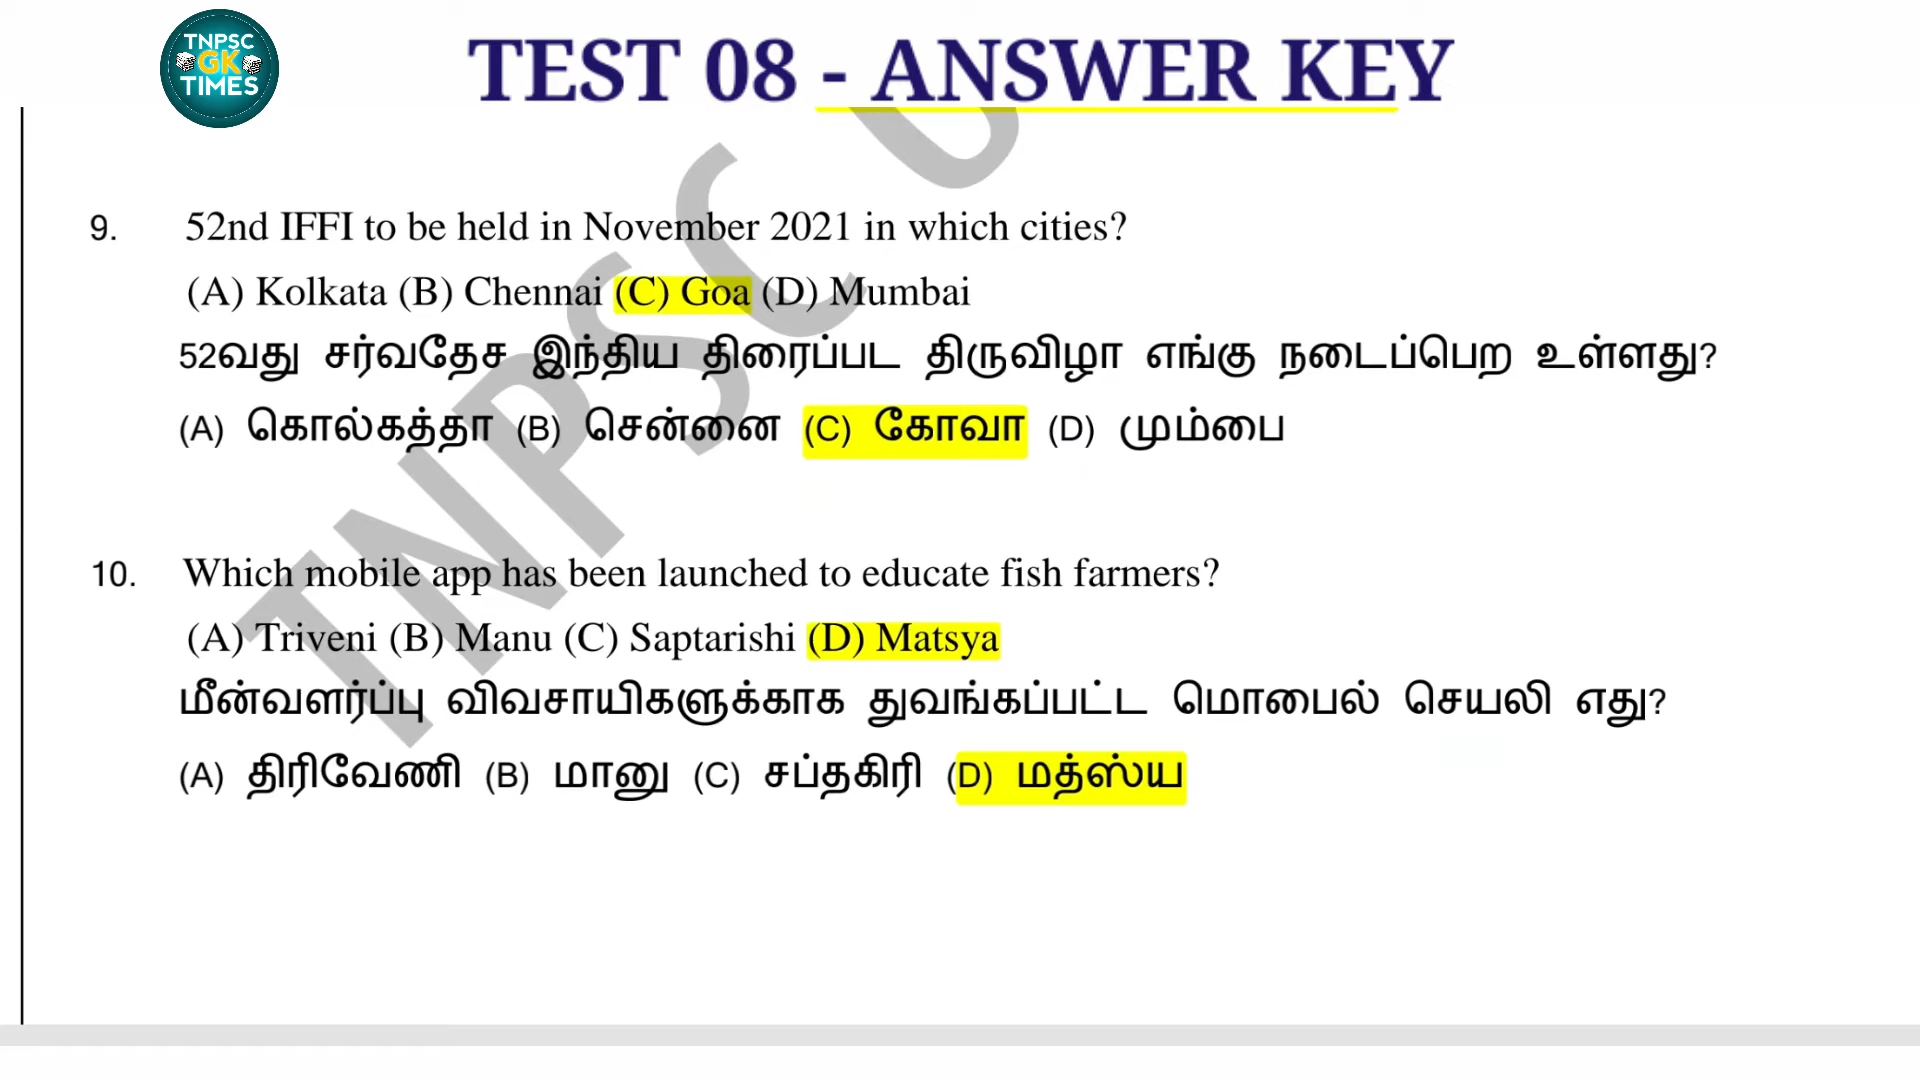 TNPSC
GK
TIMES
TEST 08 - ANSWER KEY
9. 52nd IFFI to be held in November 2021 in which cities?
(A) Kolkata (B) Chennai (C) Goa (D) Mumbai
52வது சர்வதேச இந்திய திரைப்பட திருவிழா எங்கு நடைப்பெற உள்ளது?
(A) கொல்கத்தா (B) சென்னை (C) கோவா (D) மும்பை
10. Which mobile app has been launched to educate fish farmers?
(A) Triveni (B) Manu (C) Saptarishi (D) Matsya
மீன்வளர்ப்பு விவசாயிகளுக்காக துவங்கப்பட்ட மொபைல் செயலி எது?
(A) திரிவேணி (B) மானு (C) சப்தகிரி (D) மத்ஸ்ய
TNPSC